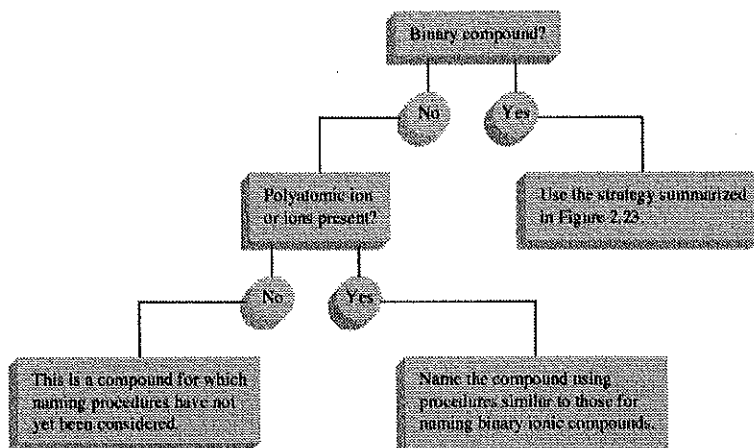 Binary compound?
No
Yes
Polyatomic ion
or ions present?
Use the strategy summarized
in Figure 2.23
No
Yes
This is a compound for which
naming procedures have not
yet been considered.
Name the compound using
procedures similar to those for
naming binary ionic compounds.